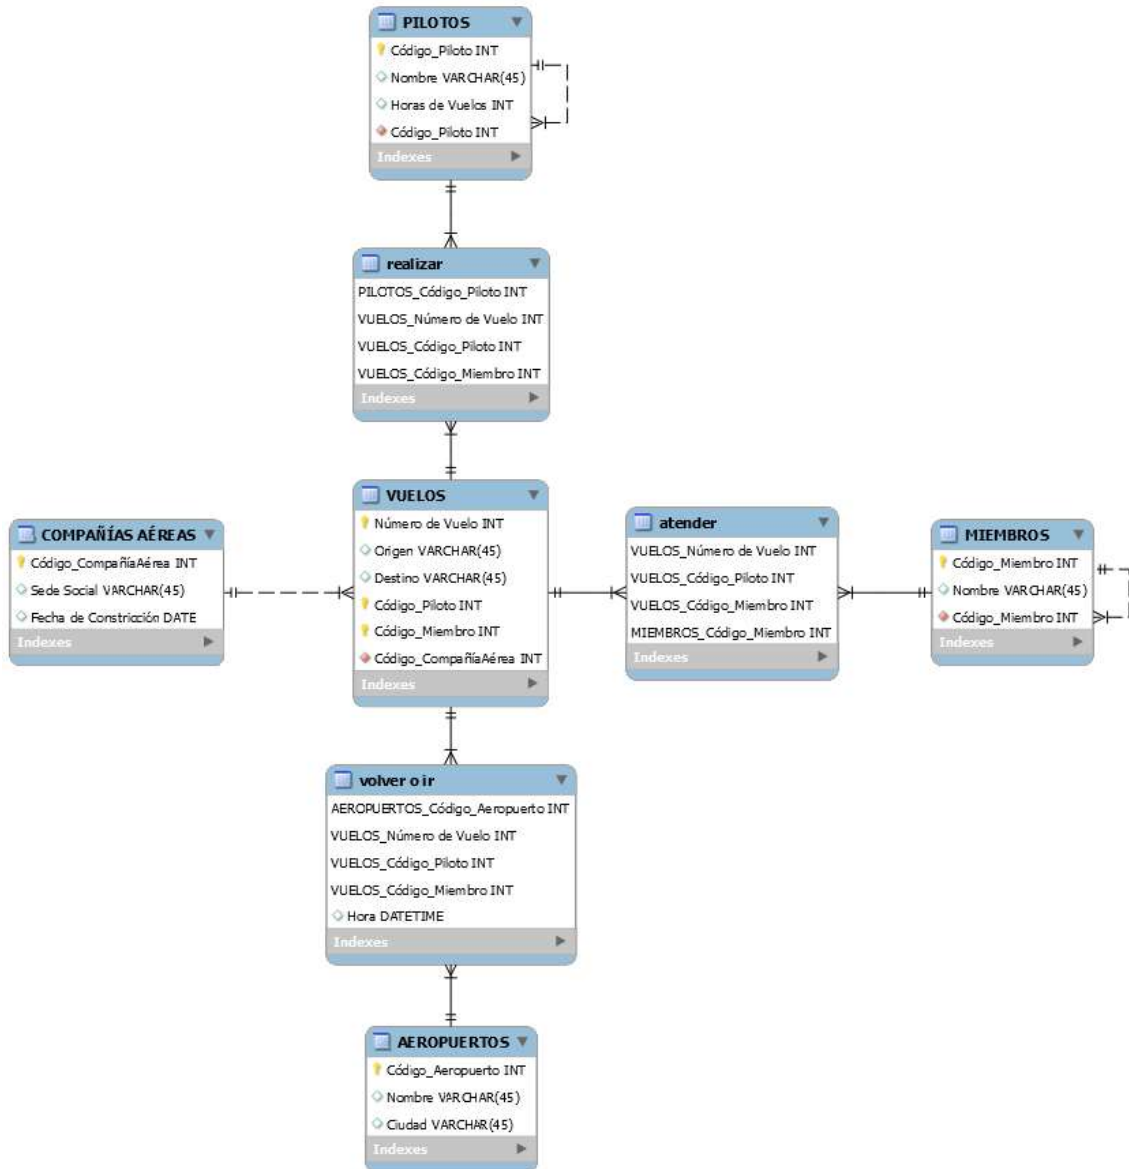 PILOTOS
Código_Piloto INT
Nombre VARCHAR(45)
Horas de Vuelos INT
Código_Piloto INT
Indexes
realizar
PILOTOS_Código_Piloto INT
VUELOS_Número de Vuelo INT
VUELOS_Código_Piloto INT
VUELOS_Código_Miembro INT
Indexes
COMPAÑÍAS AÉREAS
Código_CompañíaAérea INT
Sede Social VARCHAR(45)
Fecha de Constricción DATE
Indexes
VUELOS
Número de Vuelo INT
Origen VARCHAR(45)
Destino VARCHAR(45)
Código_Piloto INT
Código_Miembro INT
Código_CompañíaAérea INT
Indexes
atender
VUELOS_Número de Vuelo INT
VUELOS_Código_Piloto INT
VUELOS_Código_Miembro INT
MIEMBROS_Código_Miembro INT
Indexes
MIEMBROS
Código_Miembro INT
Nombre VARCHAR(45)
Código_Miembro INT
Indexes
volver o ir
AEROPUERTOS_Código_Aeropuerto INT
VUELOS_Número de Vuelo INT
VUELOS_Código_Piloto INT
VUELOS_Código_Miembro INT
Hora DATETIME
Indexes
AEROPUERTOS
Código_Aeropuerto INT
Nombre VARCHAR(45)
Ciudad VARCHAR(45)
Indexes